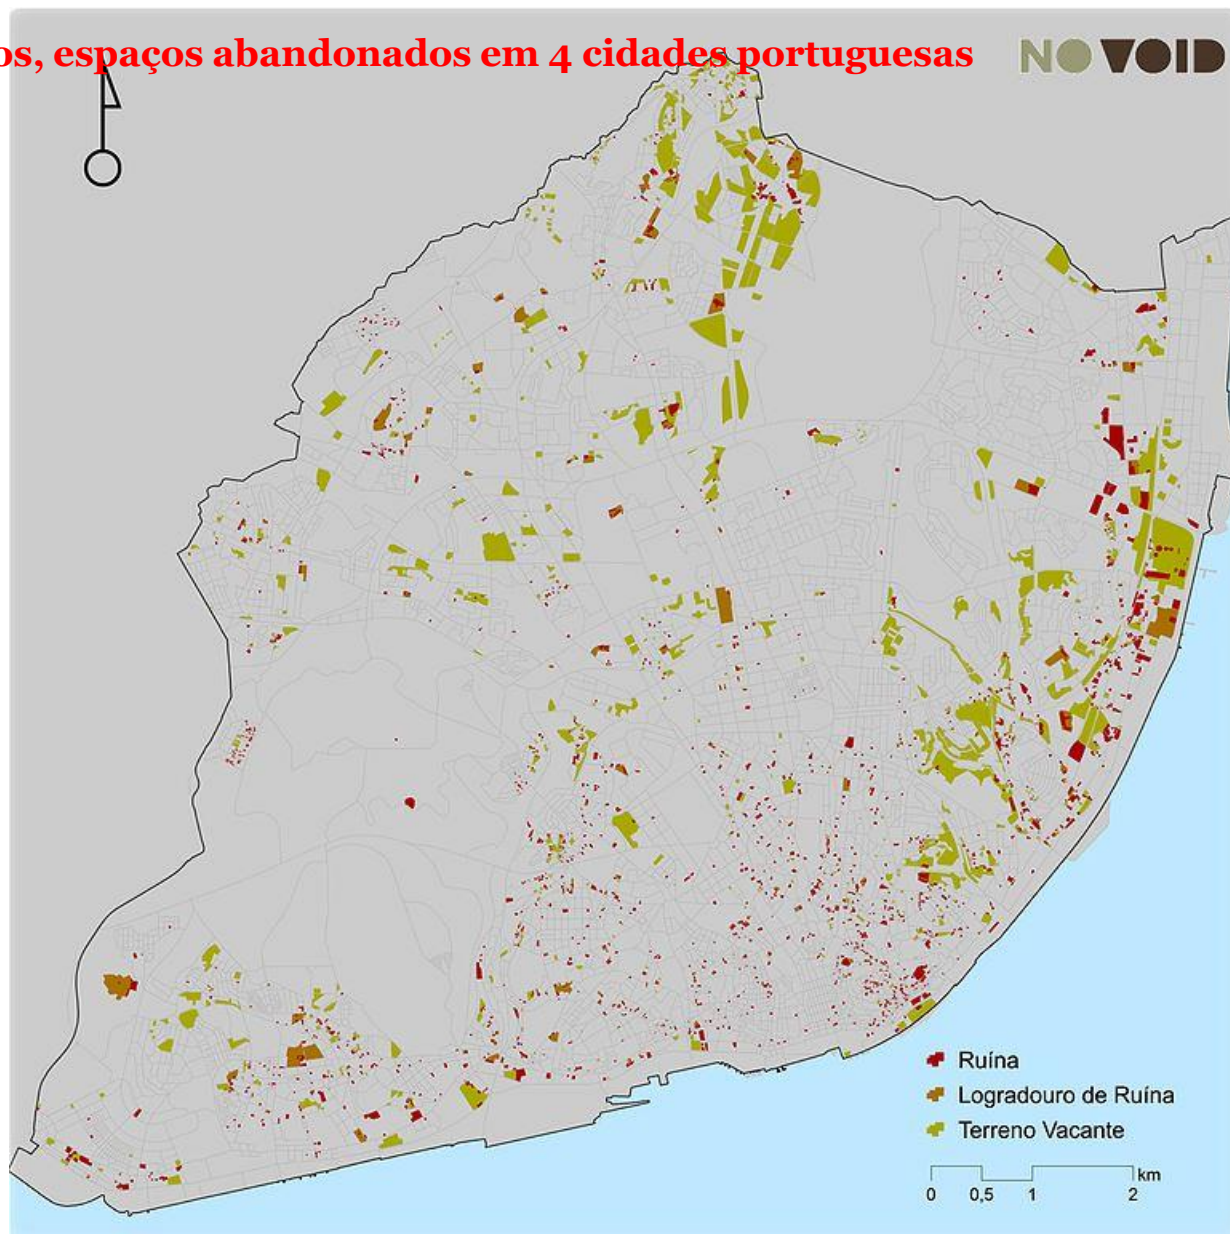 os, espaços abandonados em 4 cidades portuguesas
NO VOID
Ruína
Logradouro de Ruína
Terreno Vacante
km
0 0,5 1 2